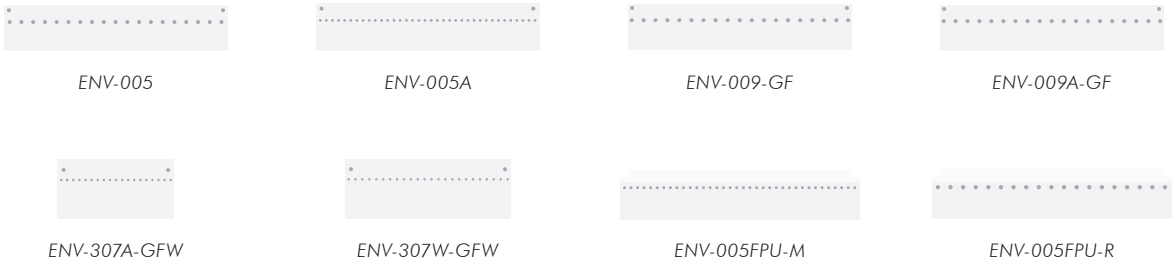 ENV-005
ENV-005A
ENV-009-GF
ENV-009A-GF
ENV-307A-GFW
ENV-307W-GFW
ENV-005FPU-M
ENV-005FPU-R